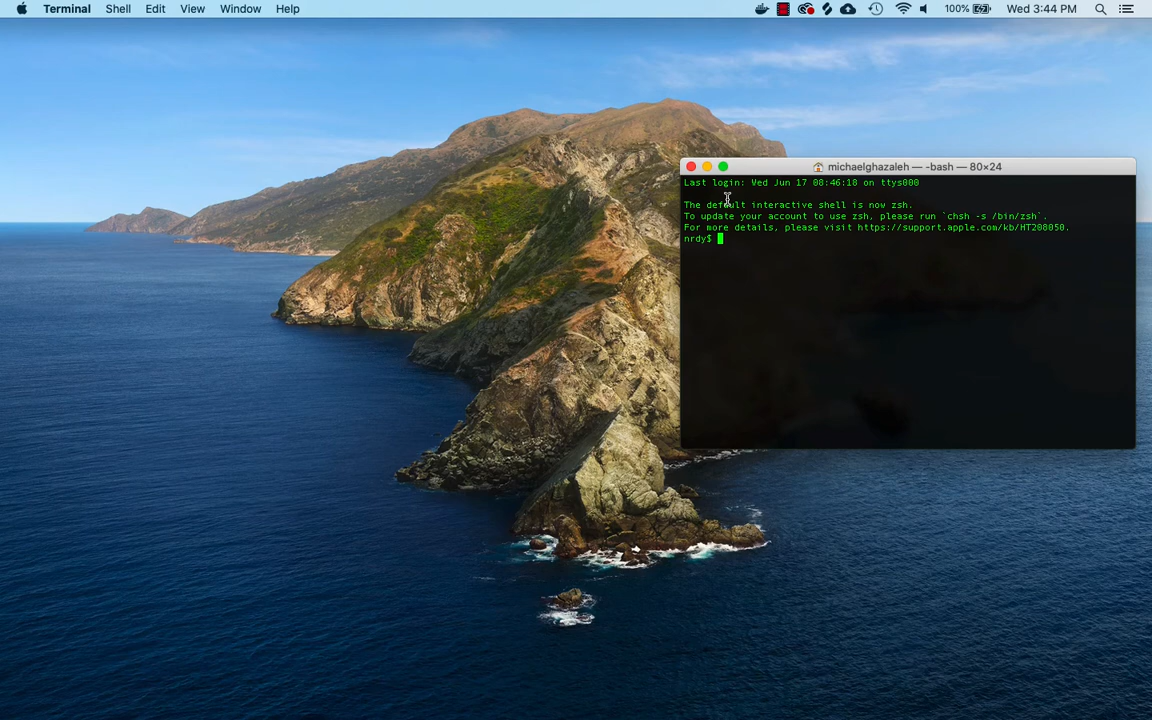 Terminal Shell Edit View Window Help 100% Wed 3:44 PM
michaelghazaleh — -bash — 80×24
Last login: Wed Jun 17 08:46:18 on ttys000
The default interactive shell is now zsh.
To update your account to use zsh, please run `chsh -s /bin/zsh`.
For more details, please visit https://support.apple.com/kb/HT208050.
nrdy$